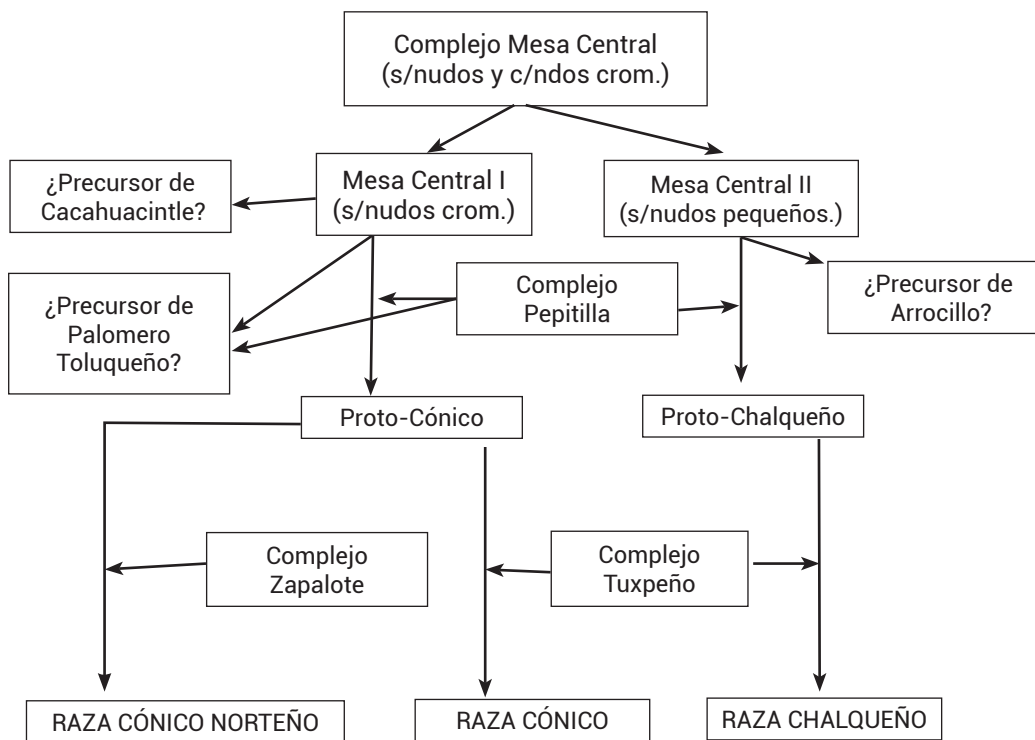 Complejo Mesa Central
(s/nudos y c/ndos crom.)
¿Precursor de
Cacahuacintle?
Mesa Central I
(s/nudos crom.)
Mesa Central II
(s/nudos pequeños.)
¿Precursor de
Palomero
Toluqueño?
Complejo
Pepitilla
¿Precursor de
Arrocillo?
Proto-Cónico
Proto-Chalqueño
Complejo
Zapalote
Complejo
Tuxpeño
RAZA CÓNICO NORTEÑO
RAZA CÓNICO
RAZA CHALQUEÑO